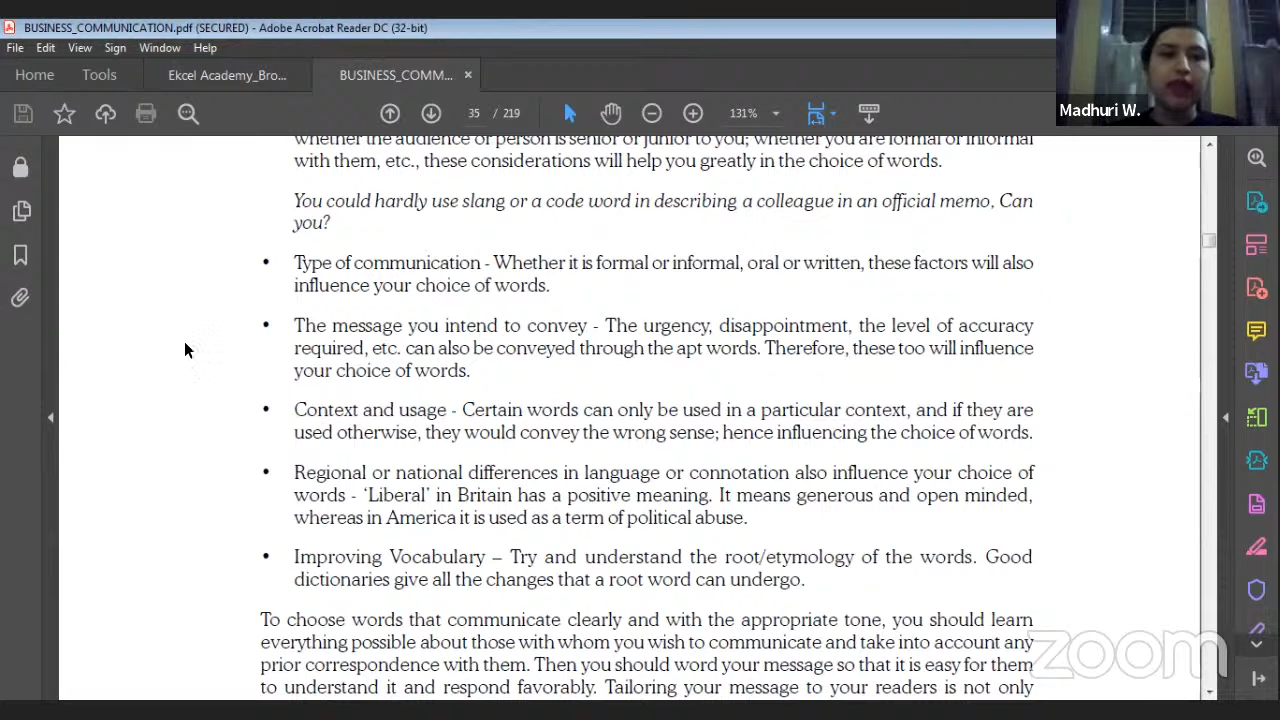 BUSINESS_COMMUNICATION.pdf (SECURED) - Adobe Acrobat Reader DC (32-bit)
File Edit View Sign Window Help
Home Tools Ekcel Academy_Bro... BUSINESS_COMM... ×
35 / 219 131%
Madhuri W.
whether the audience or person is senior or junior to you; whether you are formal or informal
with them, etc., these considerations will help you greatly in the choice of words.
You could hardly use slang or a code word in describing a colleague in an official memo, Can
you?
• Type of communication - Whether it is formal or informal, oral or written, these factors will also
influence your choice of words.
• The message you intend to convey - The urgency, disappointment, the level of accuracy
required, etc. can also be conveyed through the apt words. Therefore, these too will influence
your choice of words.
• Context and usage - Certain words can only be used in a particular context, and if they are
used otherwise, they would convey the wrong sense; hence influencing the choice of words.
• Regional or national differences in language or connotation also influence your choice of
words - ‘Liberal’ in Britain has a positive meaning. It means generous and open minded,
whereas in America it is used as a term of political abuse.
• Improving Vocabulary – Try and understand the root/etymology of the words. Good
dictionaries give all the changes that a root word can undergo.
To choose words that communicate clearly and with the appropriate tone, you should learn
everything possible about those with whom you wish to communicate and take into account any
prior correspondence with them. Then you should word your message so that it is easy for them
to understand it and respond favorably. Tailoring your message to your readers is not only
zoom